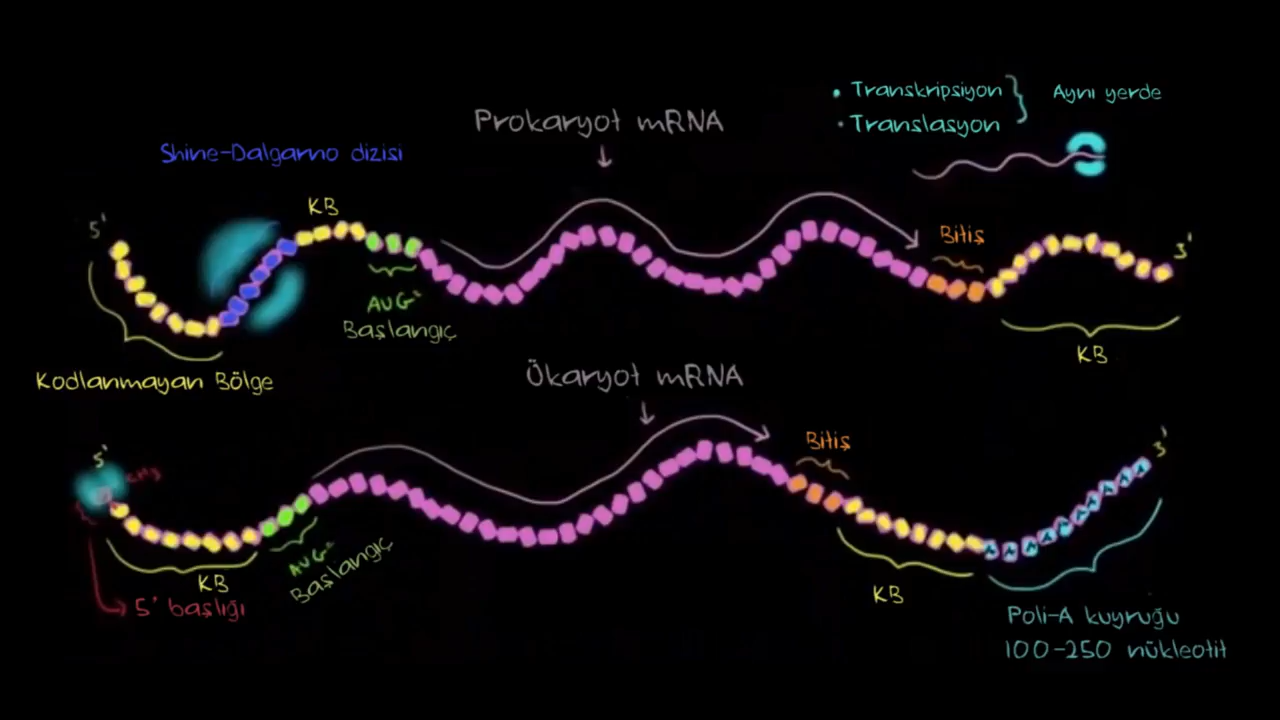 • Transkripsiyon } Aynı yerde
• Translasyon
Prokaryot mRNA
Shine-Dalgarno dizisi
KB
5'
Bitiş
3'
AUG
Başlangıç
KB
Kodlanmayan Bölge
Ökaryot mRNA
Bitiş
3'
5'
CH3
AUG
Başlangıç
KB
KB
5' başlığı
Poli-A kuyruğu
100-250 nükleotit